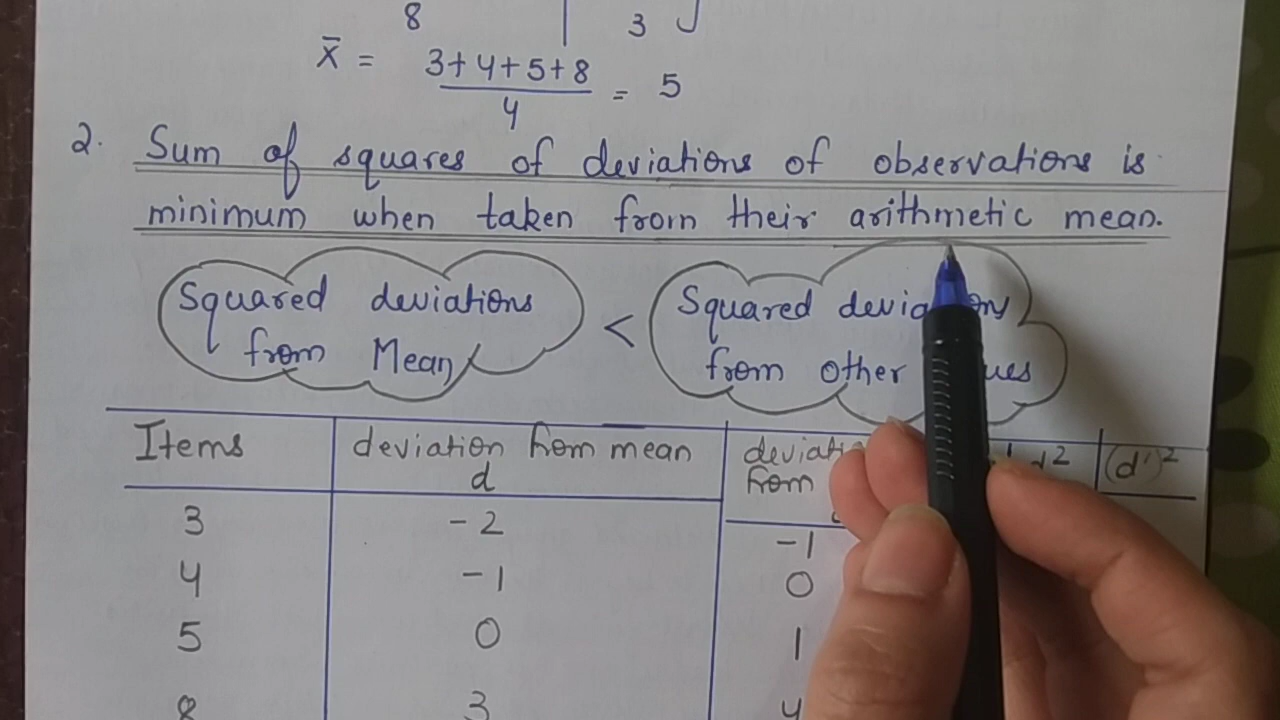 8 3
x̄ = 3+4+5+8 / 4 = 5
2. Sum of squares of deviations of observations is
minimum when taken from their arithmetic mean.
Squared deviations
from Mean
<
Squared
from other
Items deviation from mean d
from d² (d')²
3 -2 -1
4 -1 0
5 0 1
8 3 4